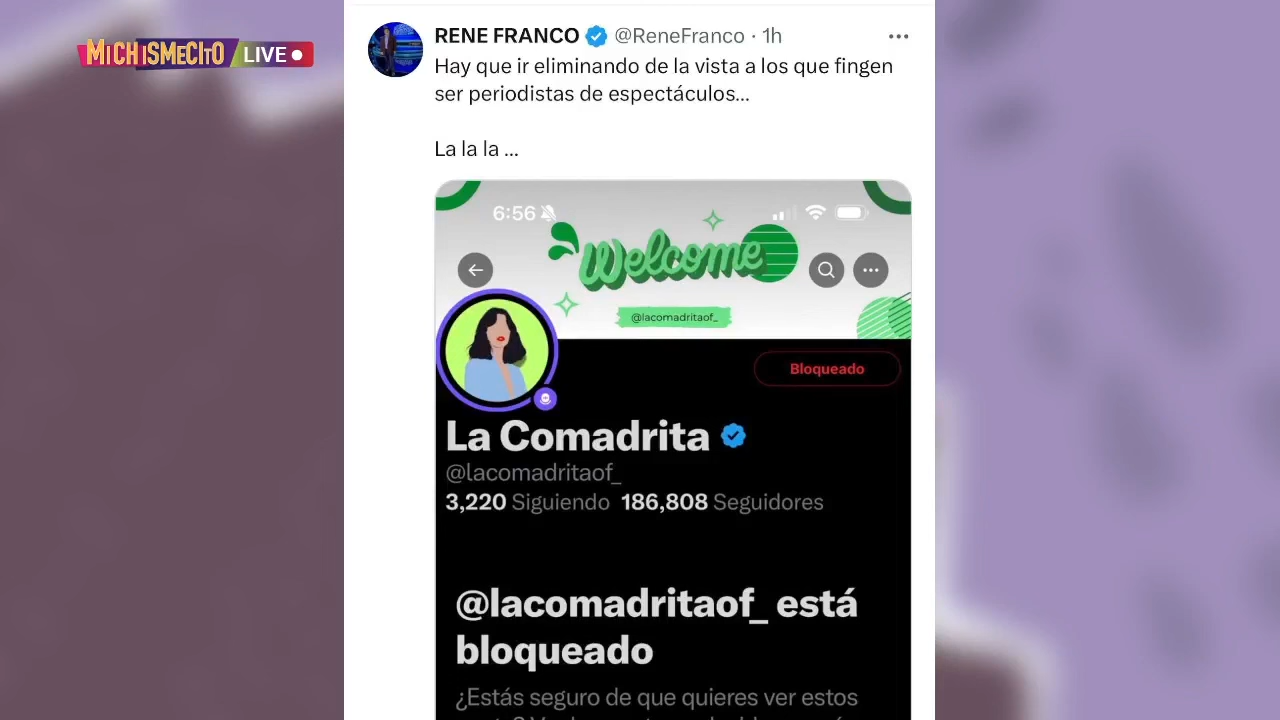 MICHISMECITO LIVE
RENE FRANCO @ReneFranco · 1h
Hay que ir eliminando de la vista a los que fingen
ser periodistas de espectáculos...
La la la ...
6:56
Welcome
@lacomadritaof_
Bloqueado
La Comadrita
@lacomadritaof_
3,220 Siguiendo 186,808 Seguidores
@lacomadritaof_ está
bloqueado
¿Estás seguro de que quieres ver estos